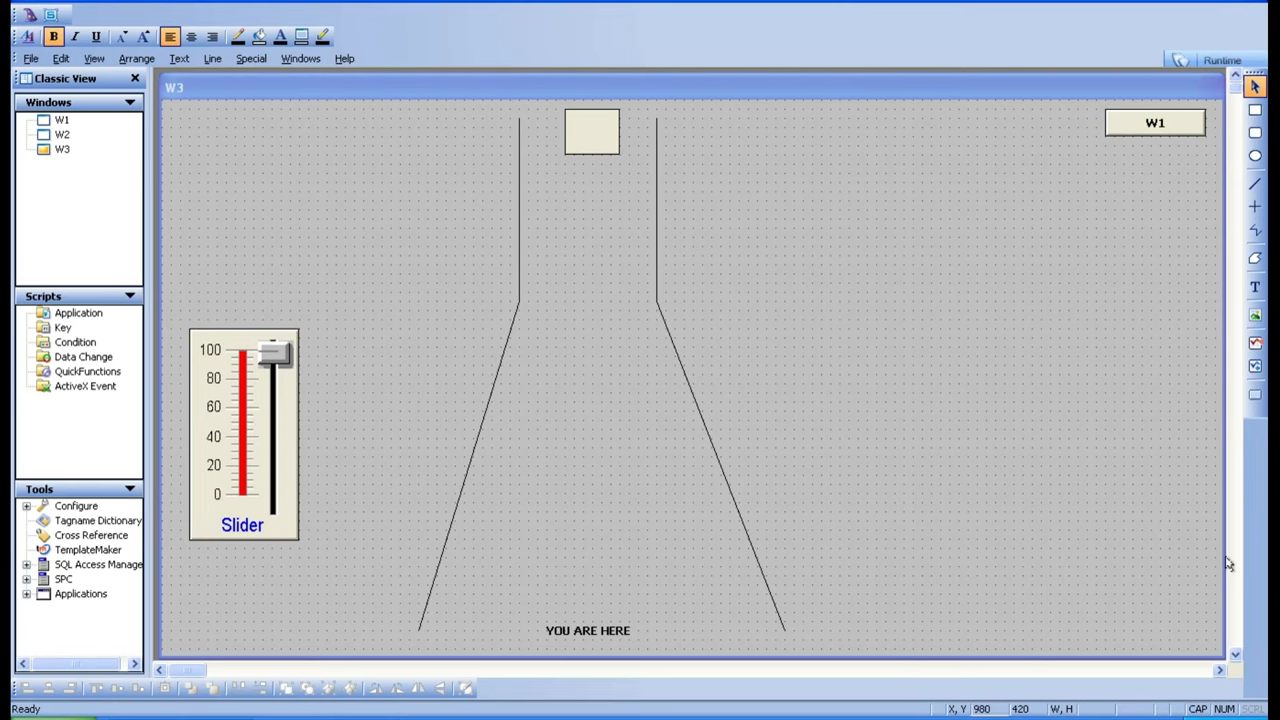 B I U A A A
File Edit View Arrange Text Line Special Windows Help
Runtime
Classic View
Windows
W1
W2
W3
Scripts
Application
Key
Condition
Data Change
QuickFunctions
ActiveX Event
Tools
Configure
Tagname Dictionary
Cross Reference
TemplateMaker
SQL Access Manage
SPC
Applications
W3
W1
100
80
60
40
20
0
Slider
YOU ARE HERE
T
Ready
X, Y 980 420 W, H
CAP NUM SCRL